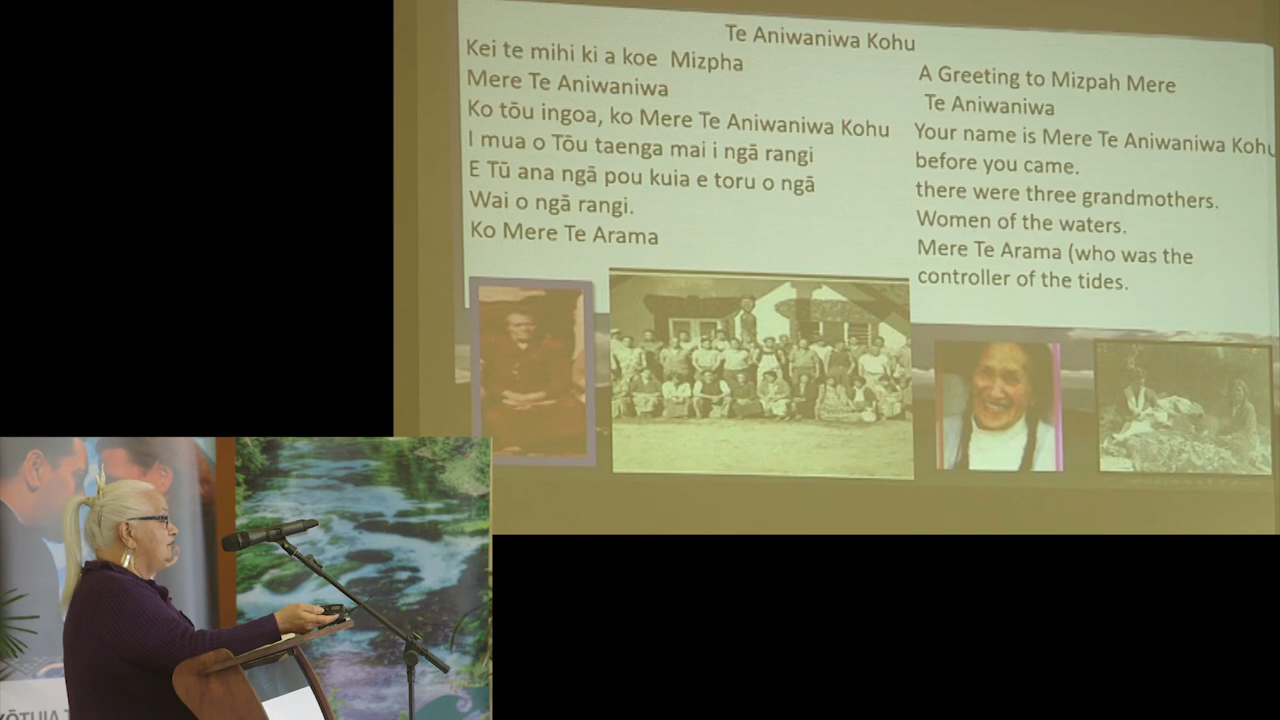 Te Aniwaniwa Kohu
Kei te mihi ki a koe Mizpha
Mere Te Aniwaniwa
Ko tōu ingoa, ko Mere Te Aniwaniwa Kohu
I mua o Tōu taenga mai i ngā rangi
E Tū ana ngā pou kuia e toru o ngā
Wai o ngā rangi.
Ko Mere Te Arama
A Greeting to Mizpah Mere
Te Aniwaniwa
Your name is Mere Te Aniwaniwa Kohu
before you came.
there were three grandmothers.
Women of the waters.
Mere Te Arama (who was the
controller of the tides.